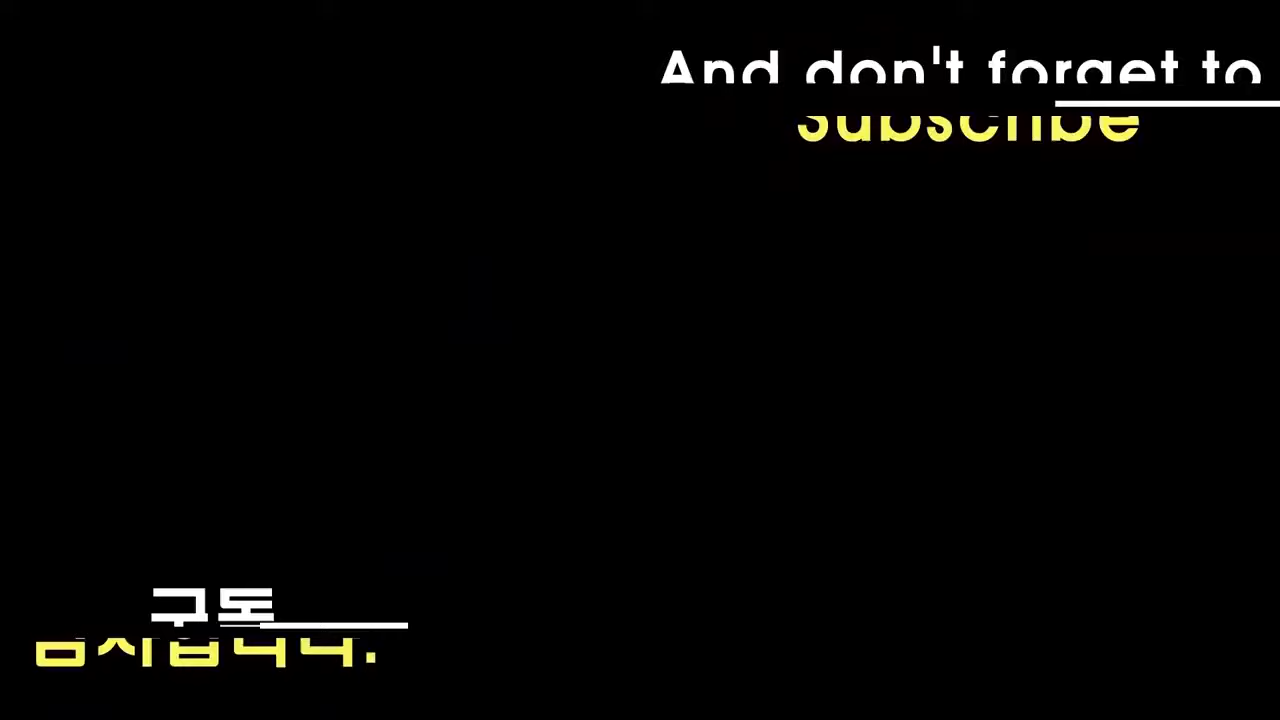 And don't forget to
subscribe
구독